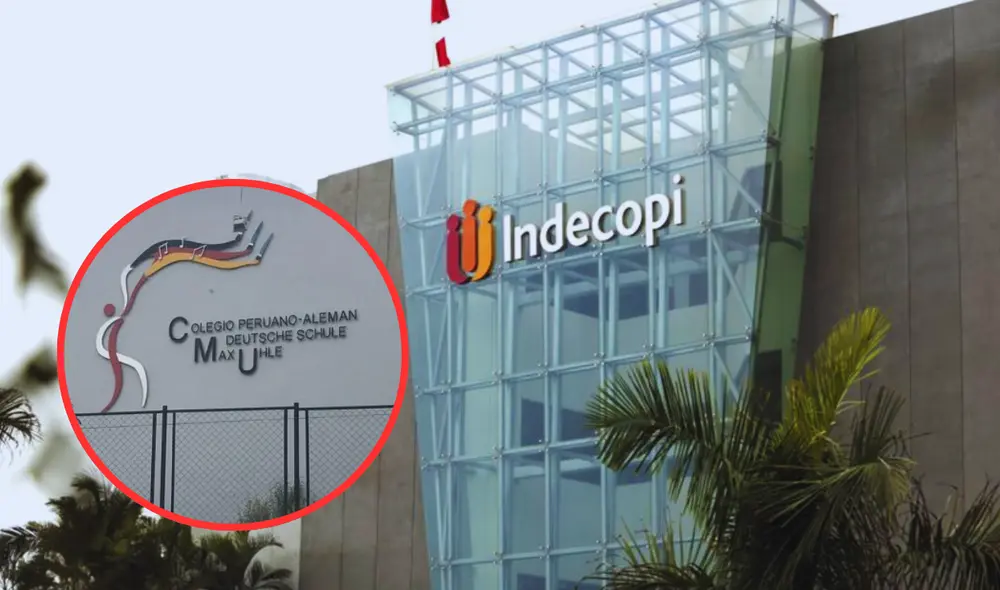 Indecopi
COLEGIO PERUANO-ALEMAN
DEUTSCHE SCHULE
MAX UHLE